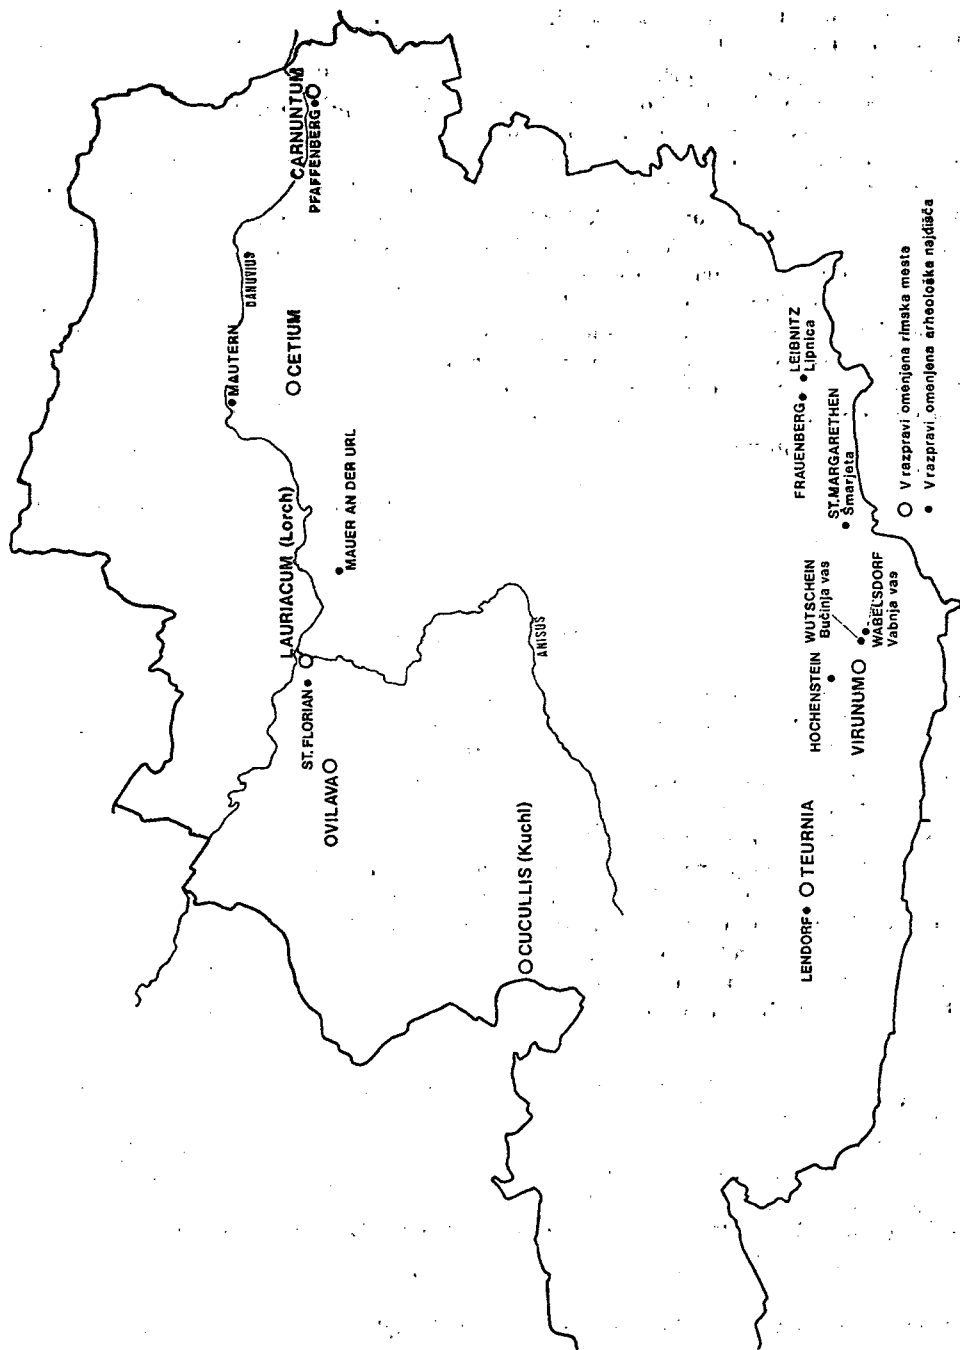 CARNUNTUM
PFAFFENBERG
DANUVIUS
MAUTERN
CETIUM
MAUER AN DER URL
LAURIACUM (Lorch)
ST. FLORIAN
OVILAVA
ANISUS
CUCULLIS (Kuchl)
LEIBNITZ
Lipnica
FRAUENBERG
ST. MARGARETHEN
Šmarjeta
WUTSCHEIN
Bučinja vas
WABELSDORF
Vabnja vas
HOCHENSTEIN
VIRUNUM
TEURNIA
LENDORF
V razpravi omenjena rimska mesta
V razpravi omenjena arheološka najdišča